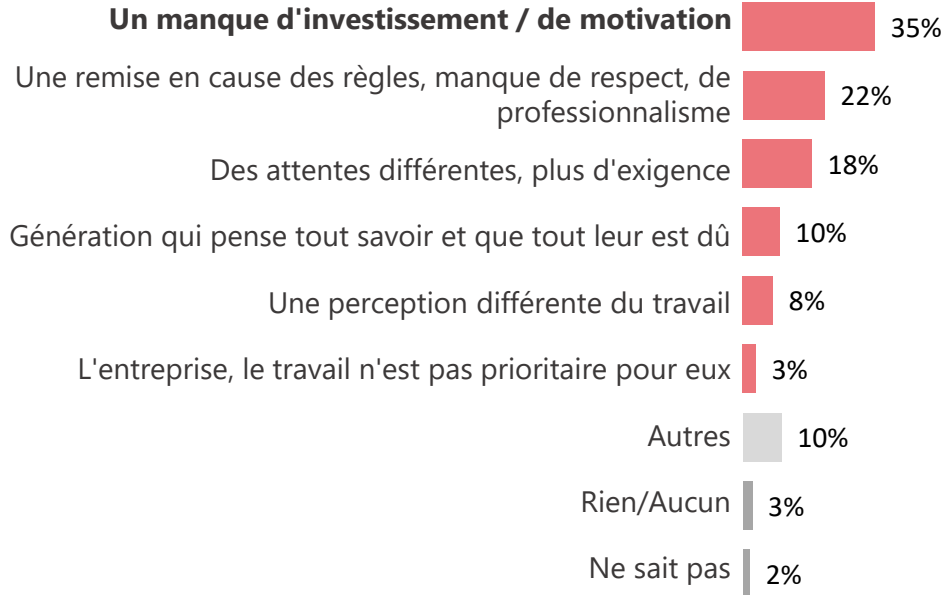 Un manque d'investissement / de motivation 35%
Une remise en cause des règles, manque de respect, de
professionnalisme 22%
Des attentes différentes, plus d'exigence 18%
Génération qui pense tout savoir et que tout leur est dû 10%
Une perception différente du travail 8%
L'entreprise, le travail n'est pas prioritaire pour eux 3%
Autres 10%
Rien/Aucun 3%
Ne sait pas 2%